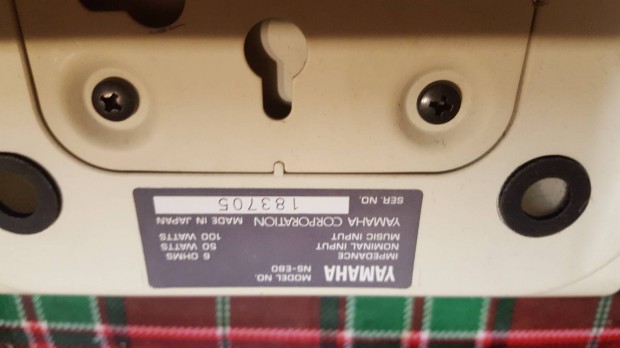 YAMAHA MODEL NO. NS-E60
IMPEDANCE 6 OHMS
NOMINAL INPUT 50 WATTS
MUSIC INPUT 100 WATTS
YAMAHA CORPORATION MADE IN JAPAN
SER. NO. 183705